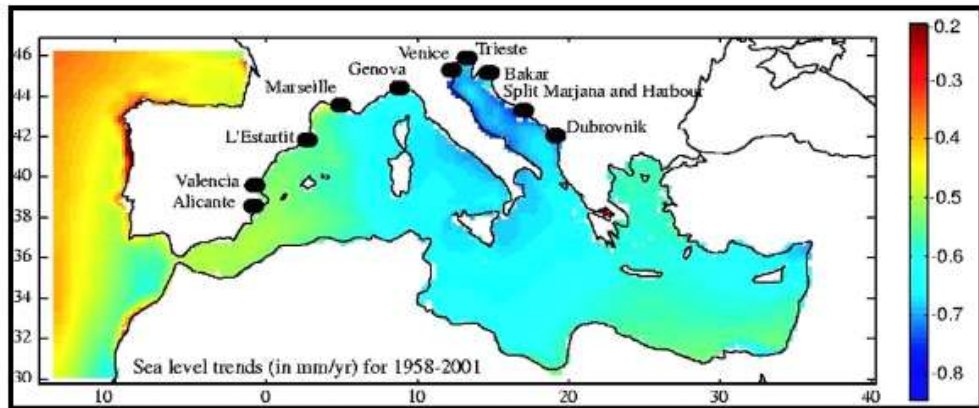 46
44
42
40
38
36
34
32
30
Venice
Trieste
Genova
Bakar
Marseille
Split Marjana and Harbour
L'Estartit
Dubrovnik
Valencia
Alicante
Sea level trends (in mm/yr) for 1958-2001
10
0
10
20
30
40
0.2
-0.3
-0.4
-0.5
-0.6
-0.7
-0.8